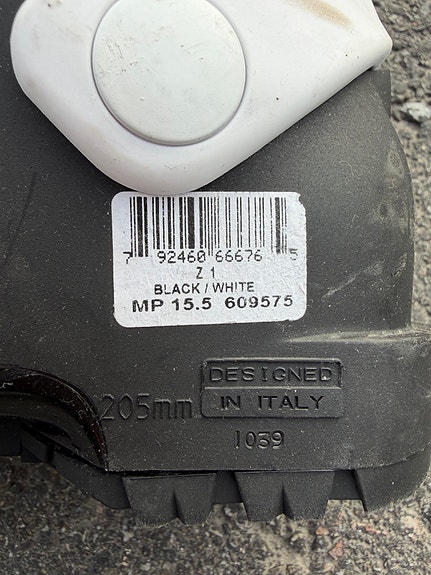 7 92460 66676 5
Z 1
BLACK / WHITE
MP 15.5 609575
DESIGNED
205mm IN ITALY
1039